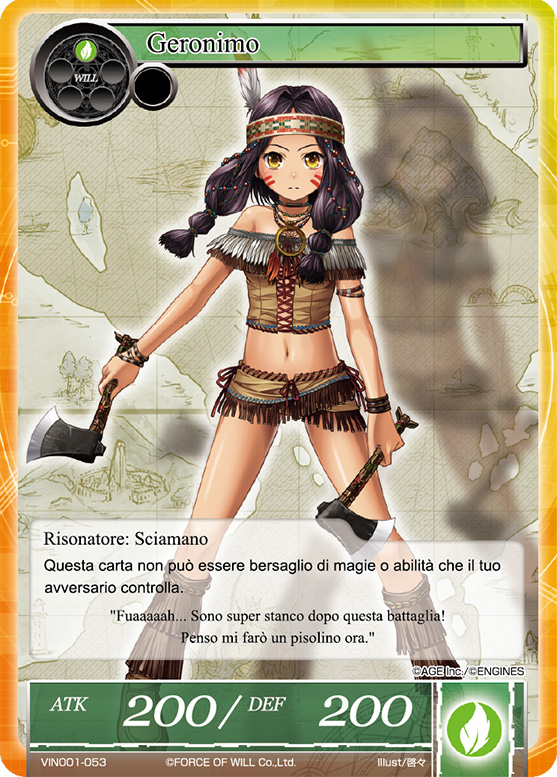 Geronimo
WILL
Risonatore: Sciamano
Questa carta non può essere bersaglio di magie o abilità che il tuo
avversario controlla.
"Fuaaaaah... Sono super stanco dopo questa battaglia!
Penso mi farò un pisolino ora."
©AGE Inc./©ENGINES
ATK 200 / DEF 200
VIN001-053 ©FORCE OF WILL Co.,Ltd. Illust/啓々